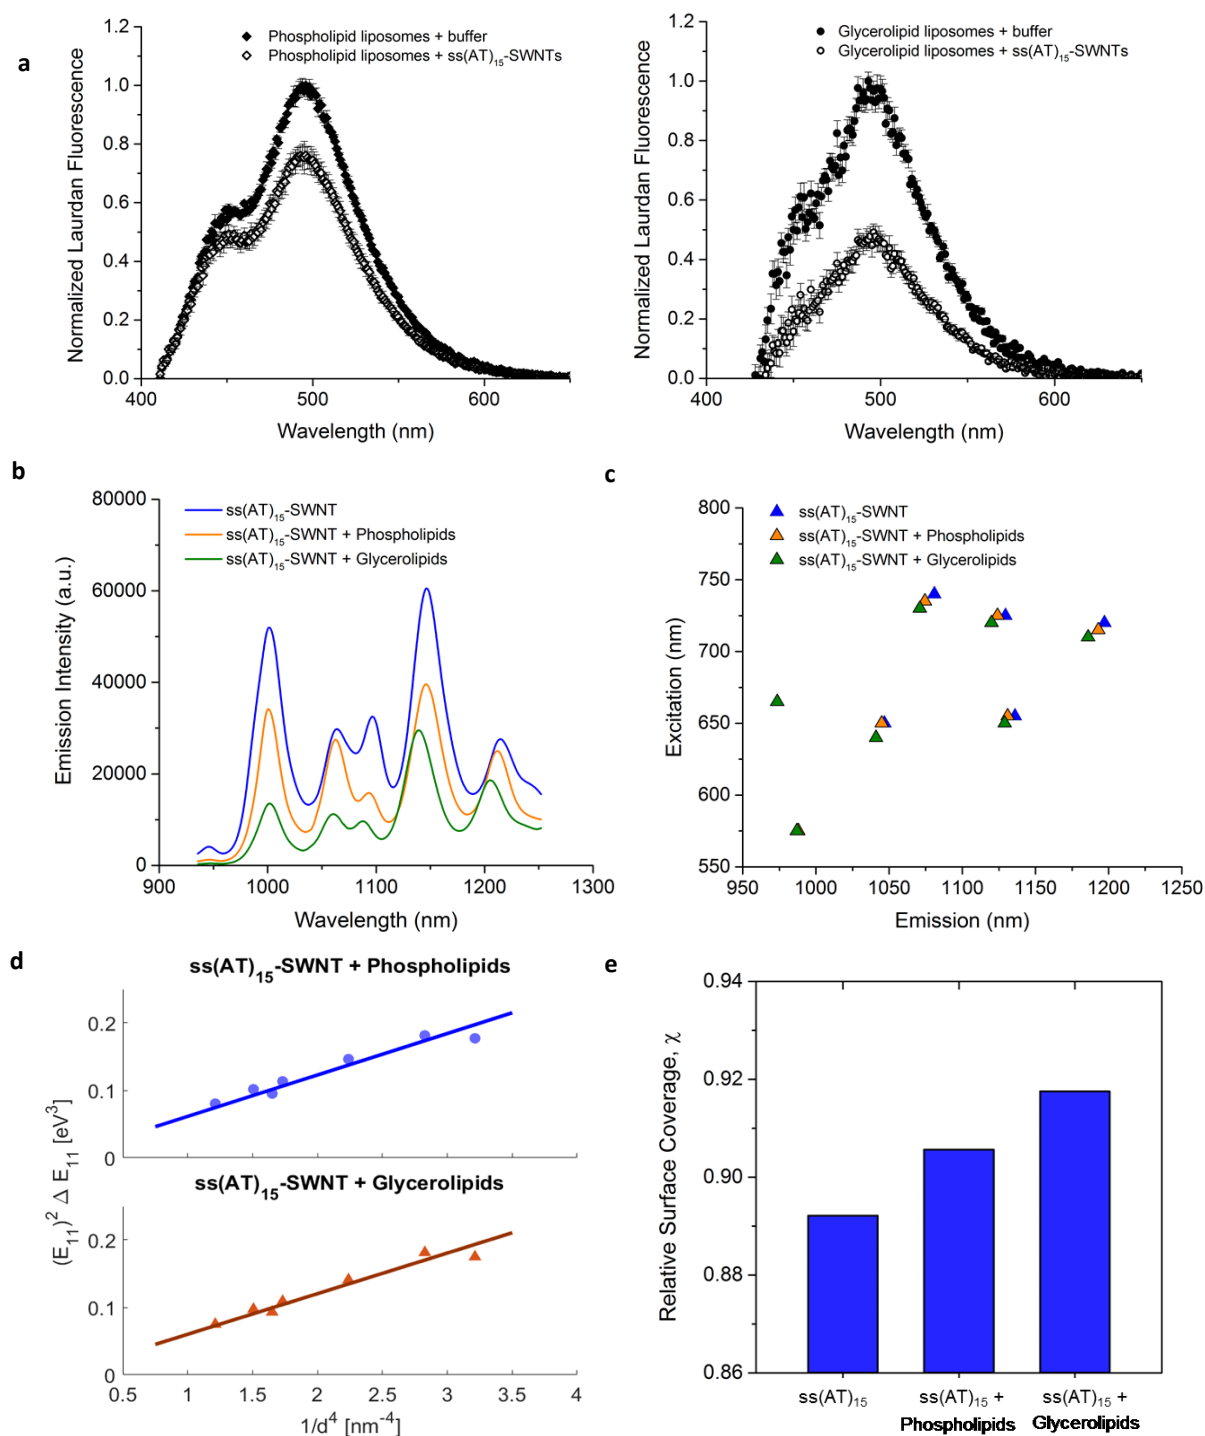 a
Phospholipid liposomes + buffer
Phospholipid liposomes + ss(AT)15-SWNTs
1.2
1.0
0.8
0.6
0.4
0.2
0.0
Normalized Laurdan Fluorescence
400 500 600
Wavelength (nm)
Glycerolipid liposomes + buffer
Glycerolipid liposomes + ss(AT)15-SWNTs
1.2
1.0
0.8
0.6
0.4
0.2
0.0
Normalized Laurdan Fluorescence
400 500 600
Wavelength (nm)
b
ss(AT)15-SWNT
ss(AT)15-SWNT + Phospholipids
ss(AT)15-SWNT + Glycerolipids
80000
60000
40000
20000
0
Emission Intensity (a.u.)
900 1000 1100 1200 1300
Wavelength (nm)
c
ss(AT)15-SWNT
ss(AT)15-SWNT + Phospholipids
ss(AT)15-SWNT + Glycerolipids
800
750
700
650
600
550
Excitation (nm)
950 1000 1050 1100 1150 1200 1250
Emission (nm)
d
ss(AT)15-SWNT + Phospholipids
0.2
0.1
0
ss(AT)15-SWNT + Glycerolipids
0.2
0.1
0
(E11)2 Δ E11 [eV3]
0.5 1 1.5 2 2.5 3 3.5 4
1/d4 [nm-4]
e
0.94
0.92
0.90
0.88
0.86
Relative Surface Coverage, χ
ss(AT)15
ss(AT)15 +
Phospholipids
ss(AT)15 +
Glycerolipids